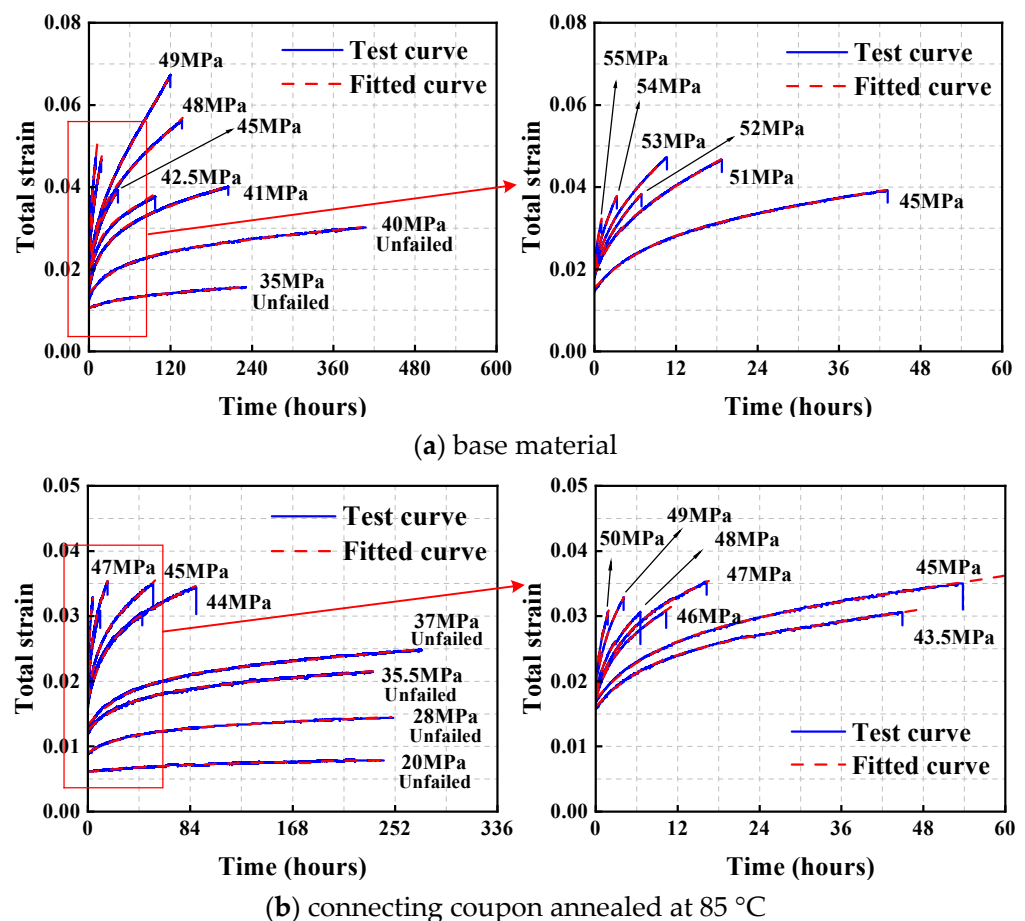 0.08
0.06
0.04
0.02
0.00
Total strain
Test curve
Fitted curve
49MPa
48MPa
45MPa
42.5MPa
41MPa
40MPa
Unfailed
35MPa
Unfailed
0 120 240 360 480 600
Time (hours)
0.08
0.06
0.04
0.02
0.00
Total strain
Test curve
Fitted curve
55MPa
54MPa
53MPa
52MPa
51MPa
45MPa
0 12 24 36 48 60
Time (hours)
(a) base material
0.05
0.04
0.03
0.02
0.01
0.00
Total strain
Test curve
Fitted curve
47MPa
45MPa
44MPa
37MPa
Unfailed
35.5MPa
Unfailed
28MPa
Unfailed
20MPa
Unfailed
0 84 168 252 336
Time (hours)
0.05
0.04
0.03
0.02
0.01
0.00
Total strain
50MPa
49MPa
48MPa
47MPa
46MPa
45MPa
43.5MPa
Test curve
Fitted curve
0 12 24 36 48 60
Time (hours)
(b) connecting coupon annealed at 85 °C